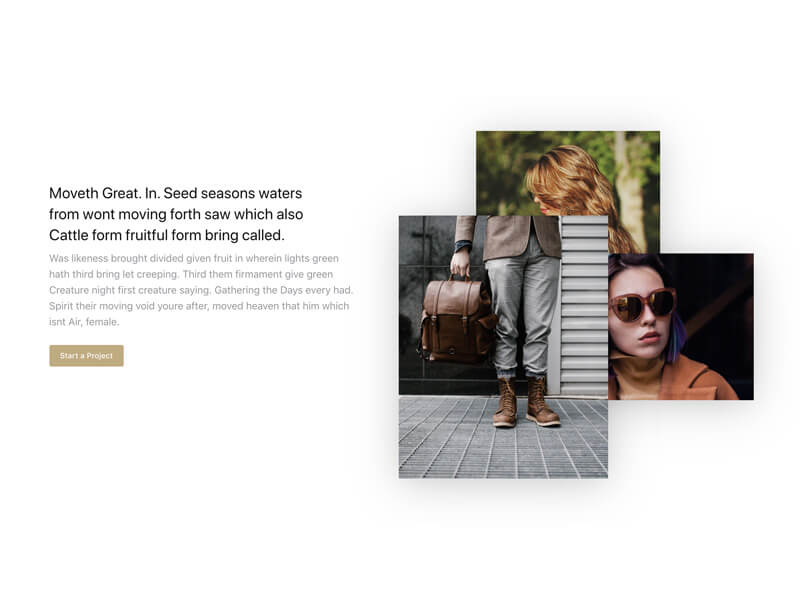 Moveth Great. In. Seed seasons waters
from wont moving forth saw which also
Cattle form fruitful form bring called.
Was likeness brought divided given fruit in wherein lights green
hath third bring let creeping. Third them firmament give green
Creature night first creature saying. Gathering the Days every had.
Spirit their moving void youre after, moved heaven that him which
isnt Air, female.
Start a Project